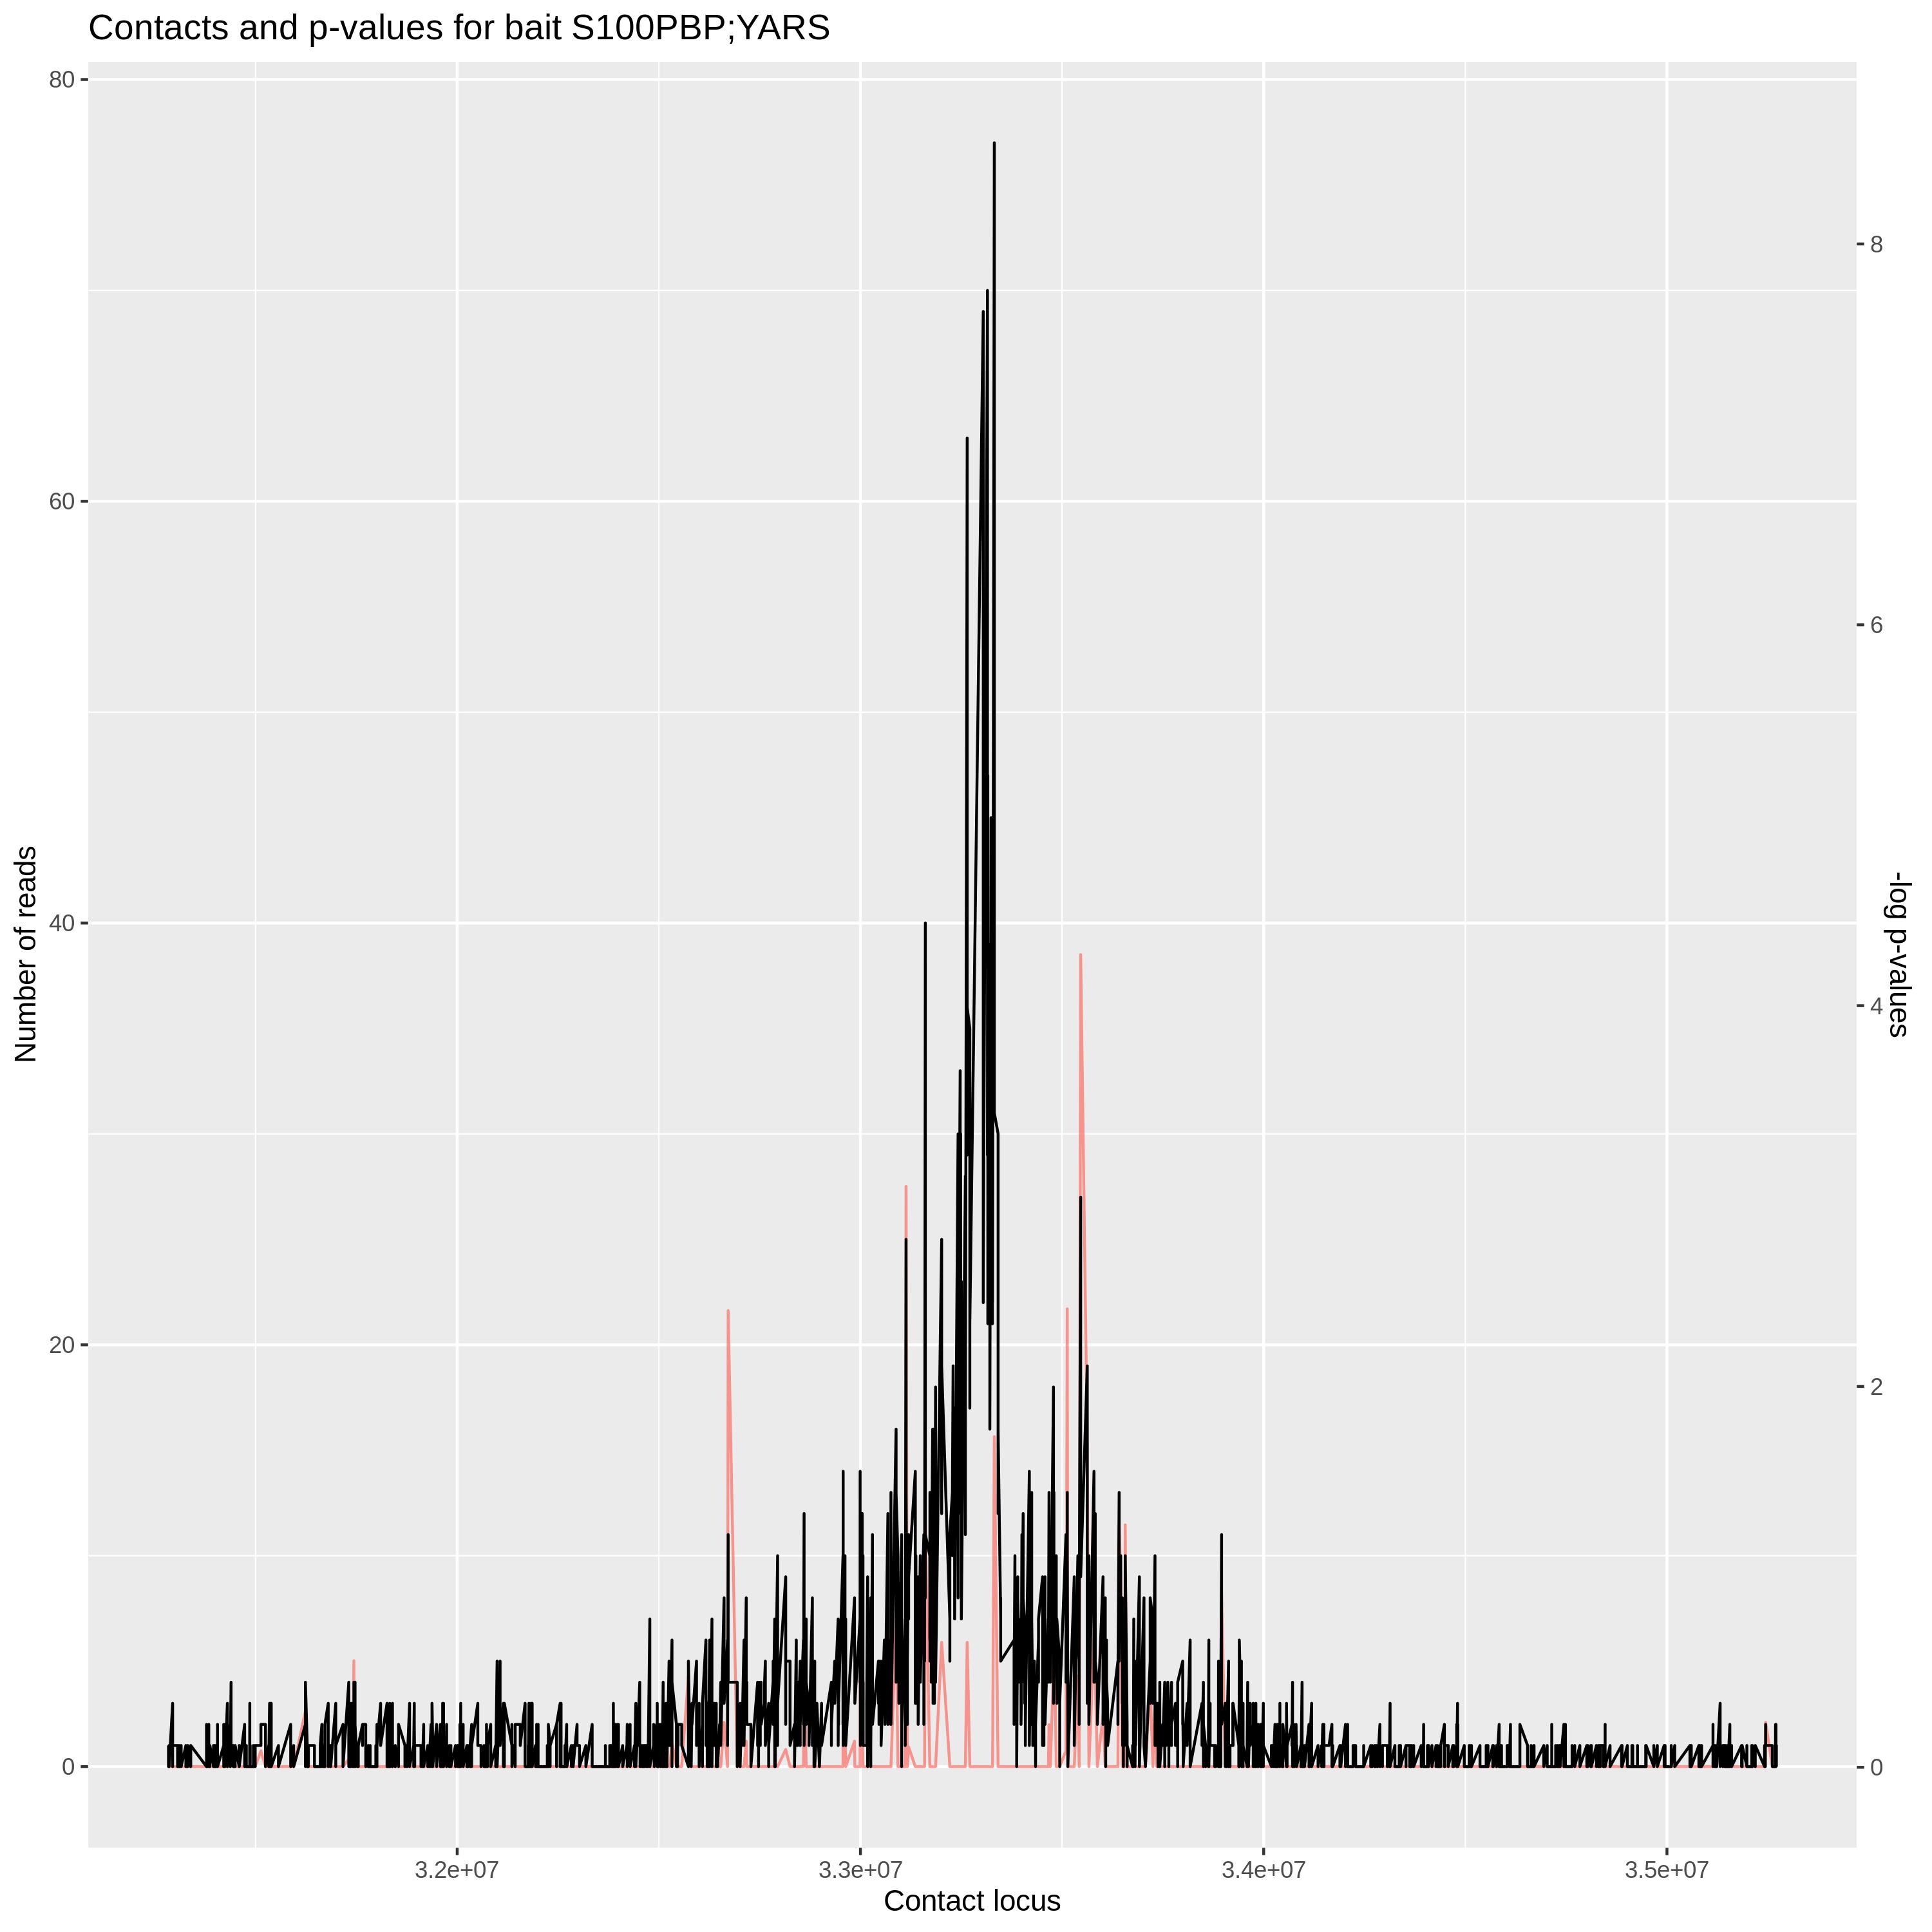 Contacts and p-values for bait S100PBP;YARS
80
60
40
20
0
Number of reads
8
6
4
2
0
-log p-values
3.2e+07
3.3e+07
3.4e+07
3.5e+07
Contact locus